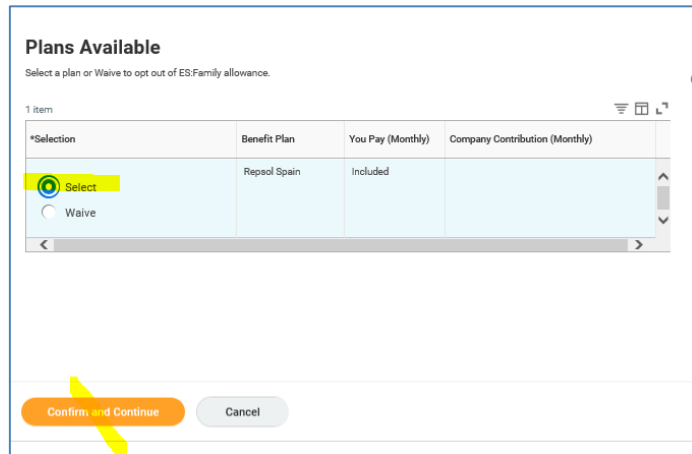 Plans Available
Select a plan or Waive to opt out of ES:Family allowance.
1 item
*Selection Benefit Plan You Pay (Monthly) Company Contribution (Monthly)
Select Repsol Spain Included
Waive
Confirm and Continue Cancel